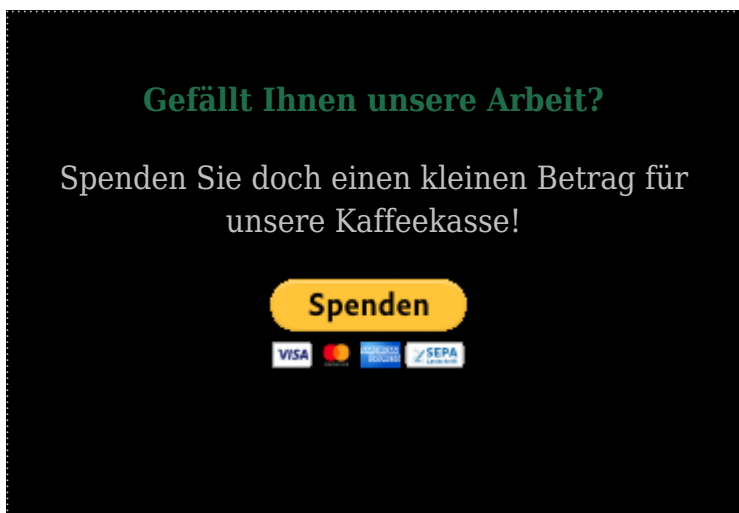 Gefällt Ihnen unsere Arbeit?
Spenden Sie doch einen kleinen Betrag für
unsere Kaffeekasse!
Spenden
VISA
SEPA